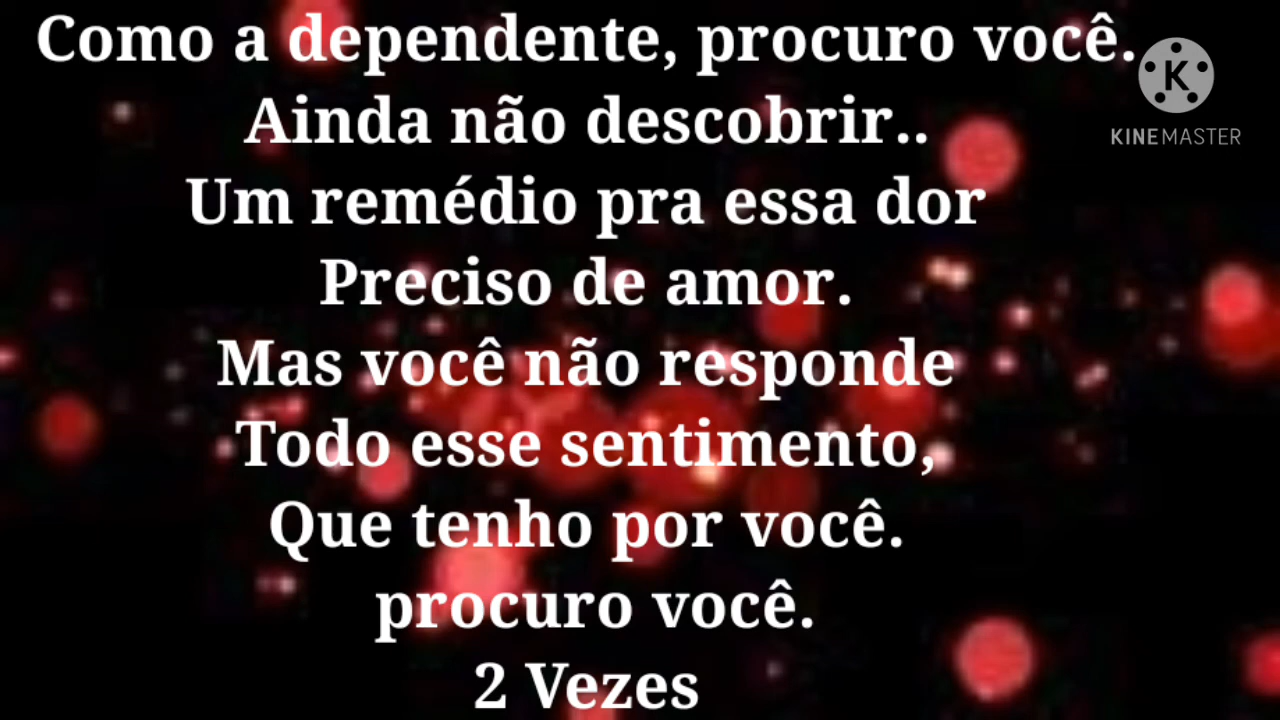 Como a dependente, procuro você.
Ainda não descobrir..
Um remédio pra essa dor
Preciso de amor.
Mas você não responde
Todo esse sentimento,
Que tenho por você.
procuro você.
2 Vezes
K
KINEMASTER